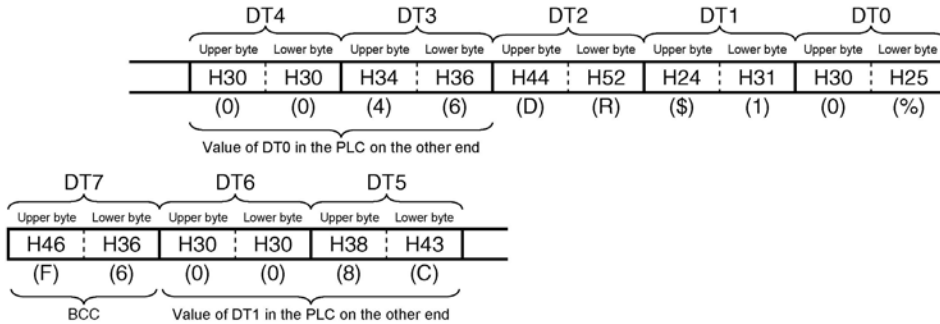 DT4 DT3 DT2 DT1 DT0
Upper byte Lower byte Upper byte Lower byte Upper byte Lower byte Upper byte Lower byte Upper byte Lower byte
H30 H30 H34 H36 H44 H52 H24 H31 H30 H25
(0) (0) (4) (6) (D) (R) ($) (1) (0) (%)
Value of DT0 in the PLC on the other end
DT7 DT6 DT5
Upper byte Lower byte Upper byte Lower byte Upper byte Lower byte
H46 H36 H30 H30 H38 H43
(F) (6) (0) (0) (8) (C)
BCC Value of DT1 in the PLC on the other end